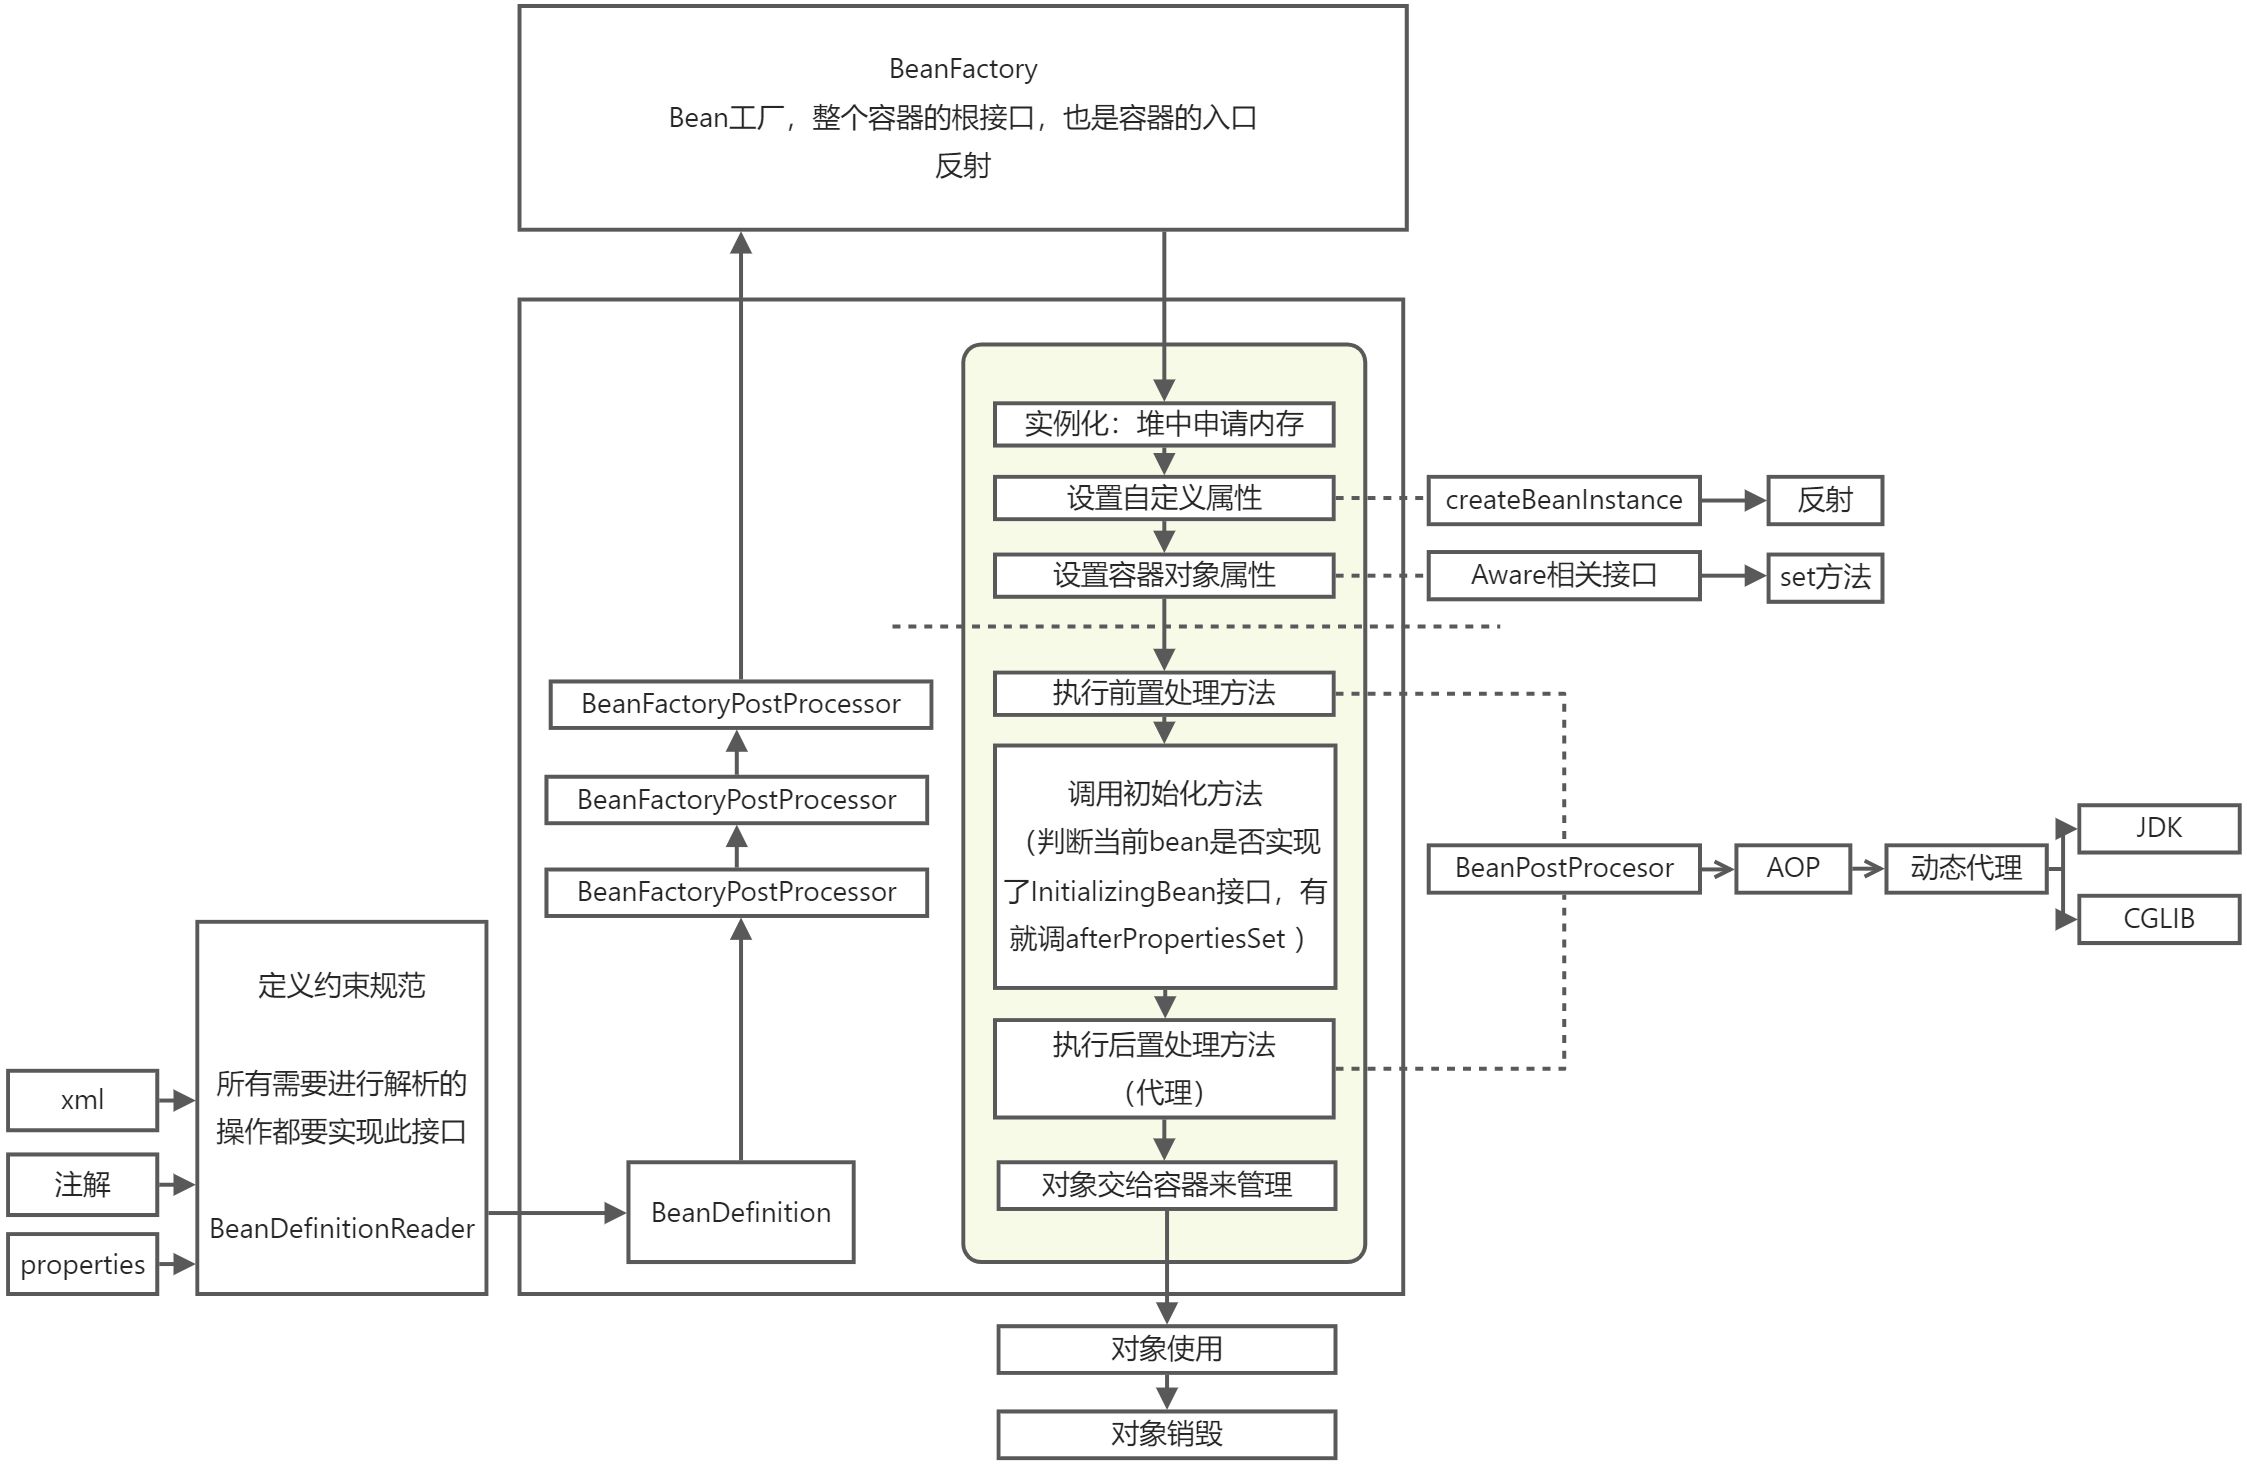 BeanFactory
Bean工厂，整个容器的根接口，也是容器的入口
反射
实例化：堆中申请内存
设置自定义属性
createBeanInstance
反射
设置容器对象属性
Aware相关接口
set方法
BeanFactoryPostProcessor
BeanFactoryPostProcessor
BeanFactoryPostProcessor
执行前置处理方法
调用初始化方法
（判断当前bean是否实现
了InitializingBean接口，有
就调afterPropertiesSet ）
BeanPostProcesor
AOP
动态代理
JDK
CGLIB
定义约束规范
所有需要进行解析的
操作都要实现此接口
BeanDefinitionReader
xml
注解
properties
BeanDefinition
执行后置处理方法
（代理）
对象交给容器来管理
对象使用
对象销毁